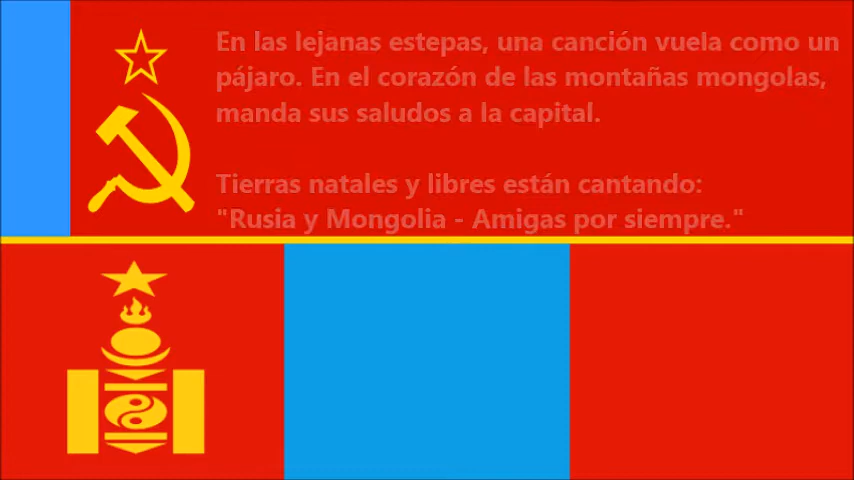 En las lejanas estepas, una canción vuela como un
pájaro. En el corazón de las montañas mongolas,
manda sus saludos a la capital.
Tierras natales y libres están cantando:
"Rusia y Mongolia - Amigas por siempre."